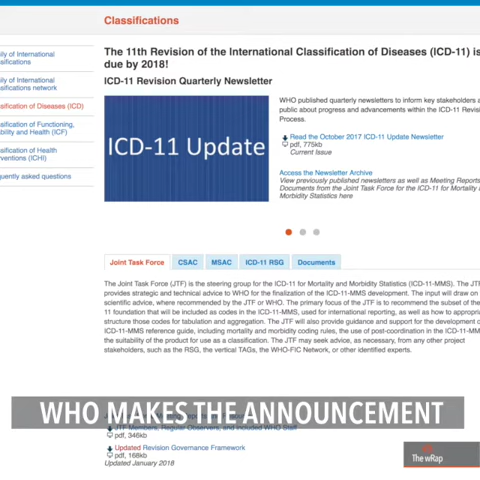 Classifications
The 11th Revision of the International Classification of Diseases (ICD-11) is
due by 2018!
ICD-11 Revision Quarterly Newsletter
ily of International
ssifications
ily of International
ssifications network
ssification of Diseases (ICD)
ssification of Functioning,
bility and Health (ICF)
ssification of Health
rventions (ICHI)
quently asked questions
ICD-11 Update
WHO published quarterly newsletters to inform key stakeholders a
public about progress and advancements within the ICD-11 Revis
Process.
Read the October 2017 ICD-11 Update Newsletter
pdf, 775kb
Current Issue
Access the Newsletter Archive
View previously published newsletters as well as Meeting Reports
Documents from the Joint Task Force for the ICD-11 for Mortality
Morbidity Statistics here
Joint Task Force CSAC MSAC ICD-11 RSG Documents
The Joint Task Force (JTF) is the steering group for the ICD-11 for Mortality and Morbidity Statistics (ICD-11-MMS). The JTF
provides strategic and technical advice to WHO for the finalization of the ICD-11-MMS development. The input will draw on
scientific advice, where recommended by the JTF or WHO. The primary focus of the JTF is to recommend the subset of the
11 foundation that will be included as codes in the ICD-11-MMS, used for international reporting, as well as how to appropria
structure those codes for tabulation and aggregation. The JTF will also provide guidance and support for the development o
ICD-11-MMS reference guide, including mortality and morbidity coding rules, the use of post-coordination in the ICD-11-MM
the suitability of the product for use as a classification. The JTF may seek advice, as necessary, from any other project
stakeholders, such as the RSG, the vertical TAGs, the WHO-FIC Network, or other identified experts.
WHO MAKES THE ANNOUNCEMENT
JTF Members, Regular Observers, and included WHO Staff
pdf, 346kb
Updated Revision Governance Framework
pdf, 168kb
Updated January 2018
The wRap